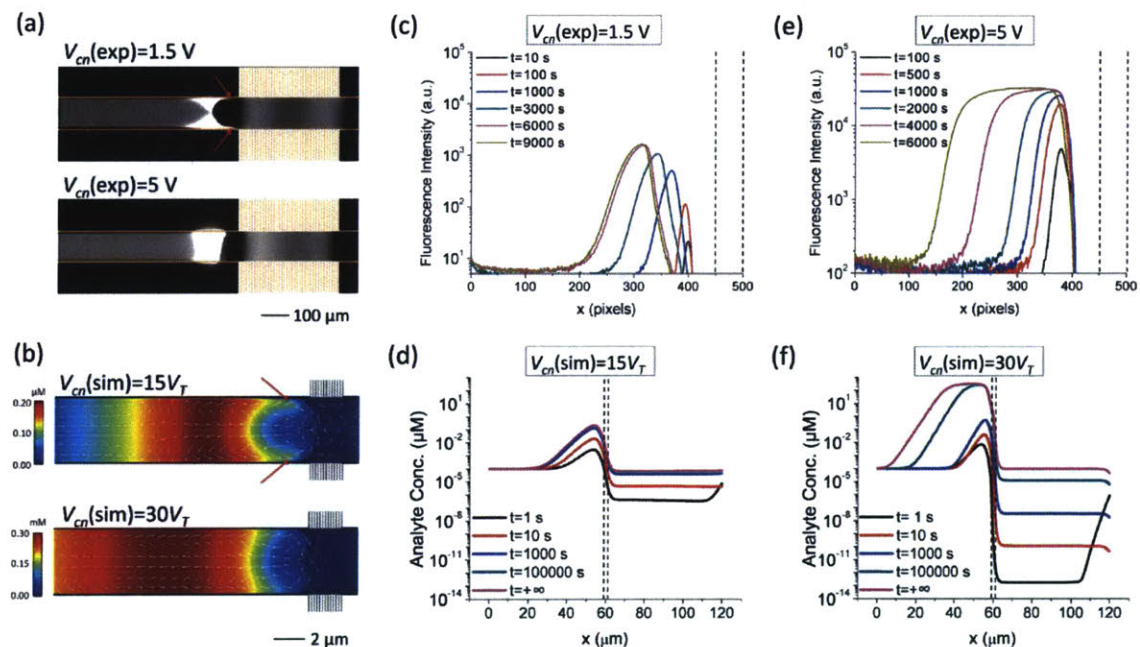 (a)
V_cn(exp)=1.5 V
V_cn(exp)=5 V
100 μm
(b)
V_cn(sim)=15V_T
μM
0.20
0.10
0.00
V_cn(sim)=30V_T
mM
0.30
0.15
0.00
2 μm
(c)
V_cn(exp)=1.5 V
Fluorescence Intensity (a.u.)
10^5
10^4
10^3
10^2
10^1
t=10 s
t=100 s
t=1000 s
t=3000 s
t=6000 s
t=9000 s
0 100 200 300 400 500
x (pixels)
(d)
V_cn(sim)=15V_T
Analyte Conc. (μM)
10^1
10^-2
10^-5
10^-8
10^-11
10^-14
t=1 s
t=10 s
t=1000 s
t=100000 s
t=+∞
0 20 40 60 80 100 120
x (μm)
(e)
V_cn(exp)=5 V
Fluorescence Intensity (a.u.)
10^5
10^4
10^3
10^2
t=100 s
t=500 s
t=1000 s
t=2000 s
t=4000 s
t=6000 s
0 100 200 300 400 500
x (pixels)
(f)
V_cn(sim)=30V_T
Analyte Conc. (μM)
10^1
10^-2
10^-5
10^-8
10^-11
10^-14
t= 1 s
t=10 s
t=1000 s
t=100000 s
t=+∞
0 20 40 60 80 100 120
x (μm)